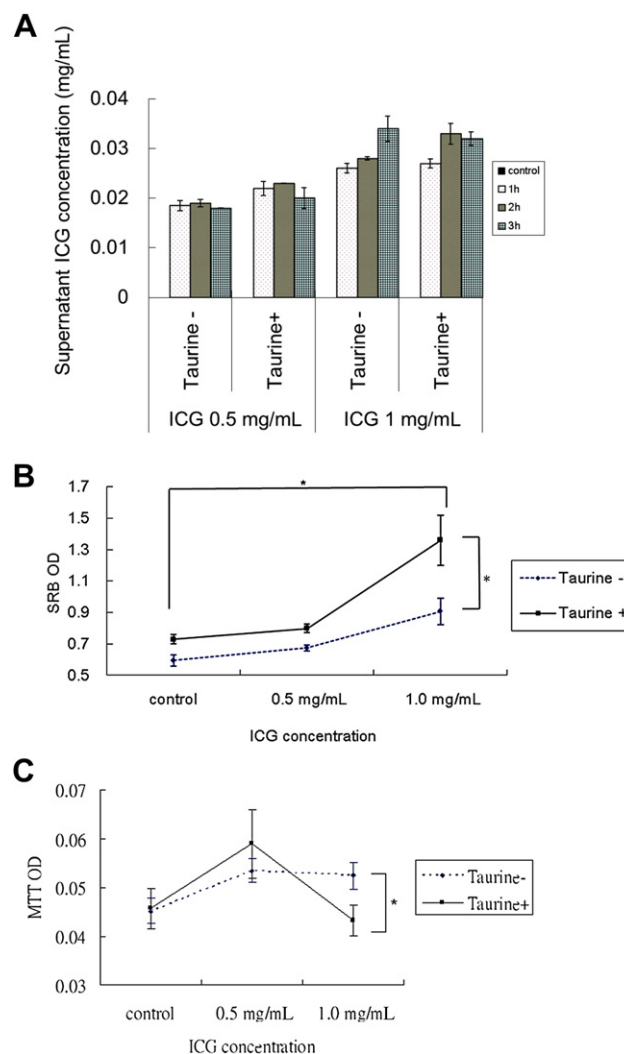 A
Supernatant ICG concentration (mg/mL)
0.04
0.03
0.02
0.01
0
control
1h
2h
3h
Taurine -
Taurine+
Taurine -
Taurine+
ICG 0.5 mg/mL
ICG 1 mg/mL
B
SRB OD
1.7
1.5
1.3
1.1
0.9
0.7
0.5
*
*
Taurine -
Taurine +
control
0.5 mg/mL
1.0 mg/mL
ICG concentration
C
MTT OD
0.07
0.06
0.05
0.04
0.03
*
Taurine-
Taurine+
control
0.5 mg/mL
1.0 mg/mL
ICG concentration